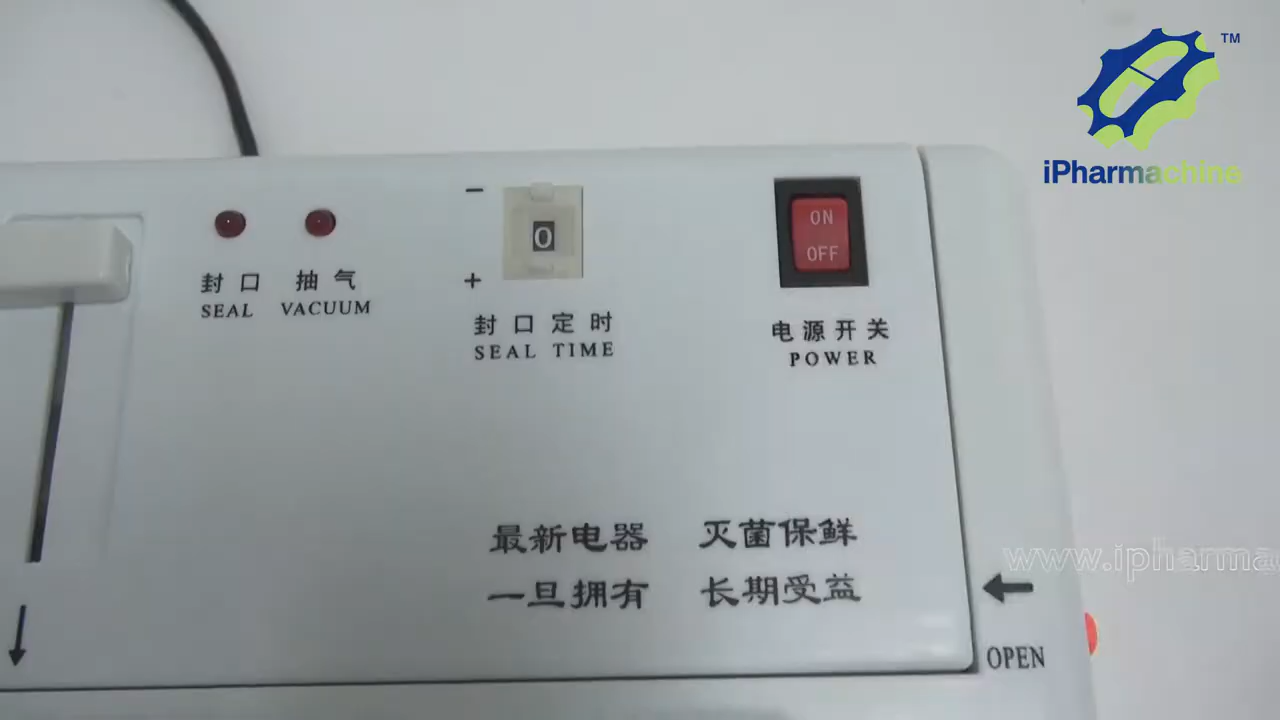 TM
iPharmachine
-
0
+
ON
OFF
封口 抽气
SEAL VACUUM
封口定时
SEAL TIME
电源开关
POWER
最新电器 灭菌保鲜
一旦拥有 长期受益
www.ipharma
OPEN